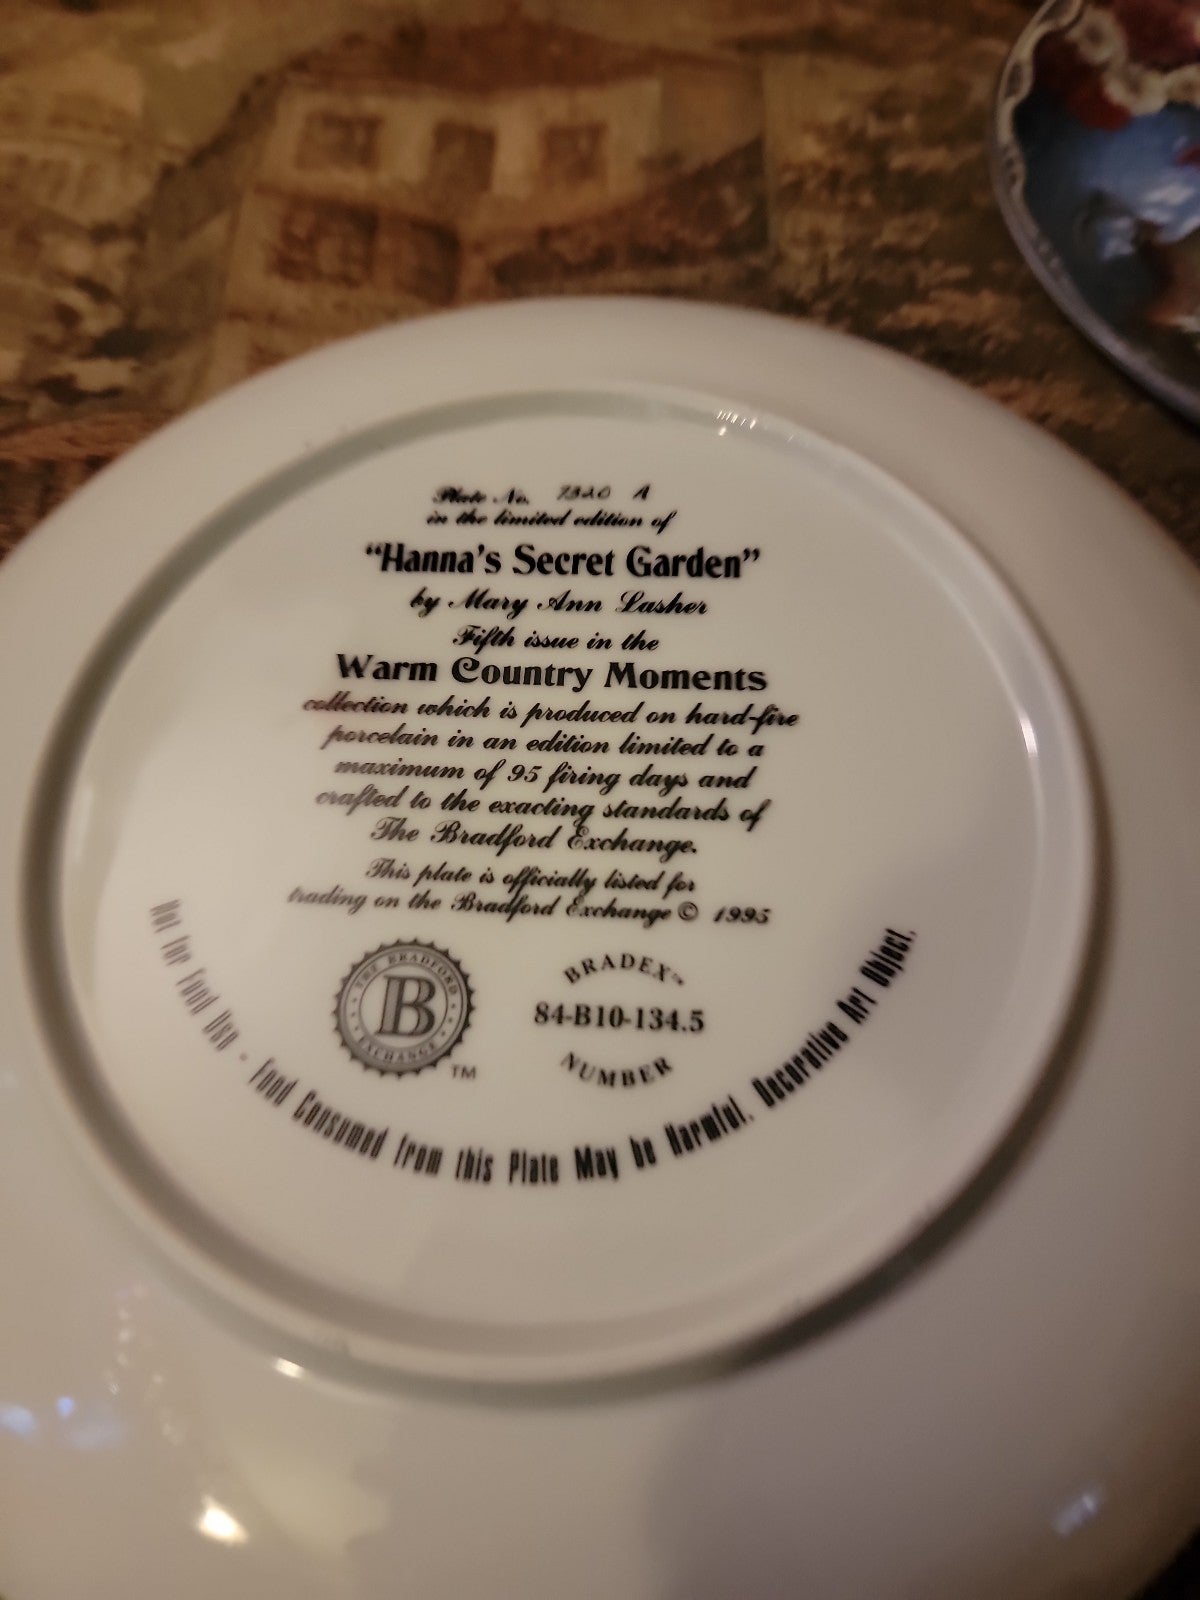 Plate No. 7320 A
in the limited edition of
“Hanna's Secret Garden”
by Mary Ann Lasher
Fifth issue in the
Warm Country Moments
collection which is produced on hard-fire
porcelain in an edition limited to a
maximum of 95 firing days and
crafted to the exacting standards of
The Bradford Exchange.
This plate is officially listed for
trading on the Bradford Exchange © 1995
THE BRADFORD
B
EXCHANGE
TM
BRADEX™
84-B10-134.5
NUMBER
Not for Food Use - Food Consumed from this Plate May be Harmful. Decorative Art Object.